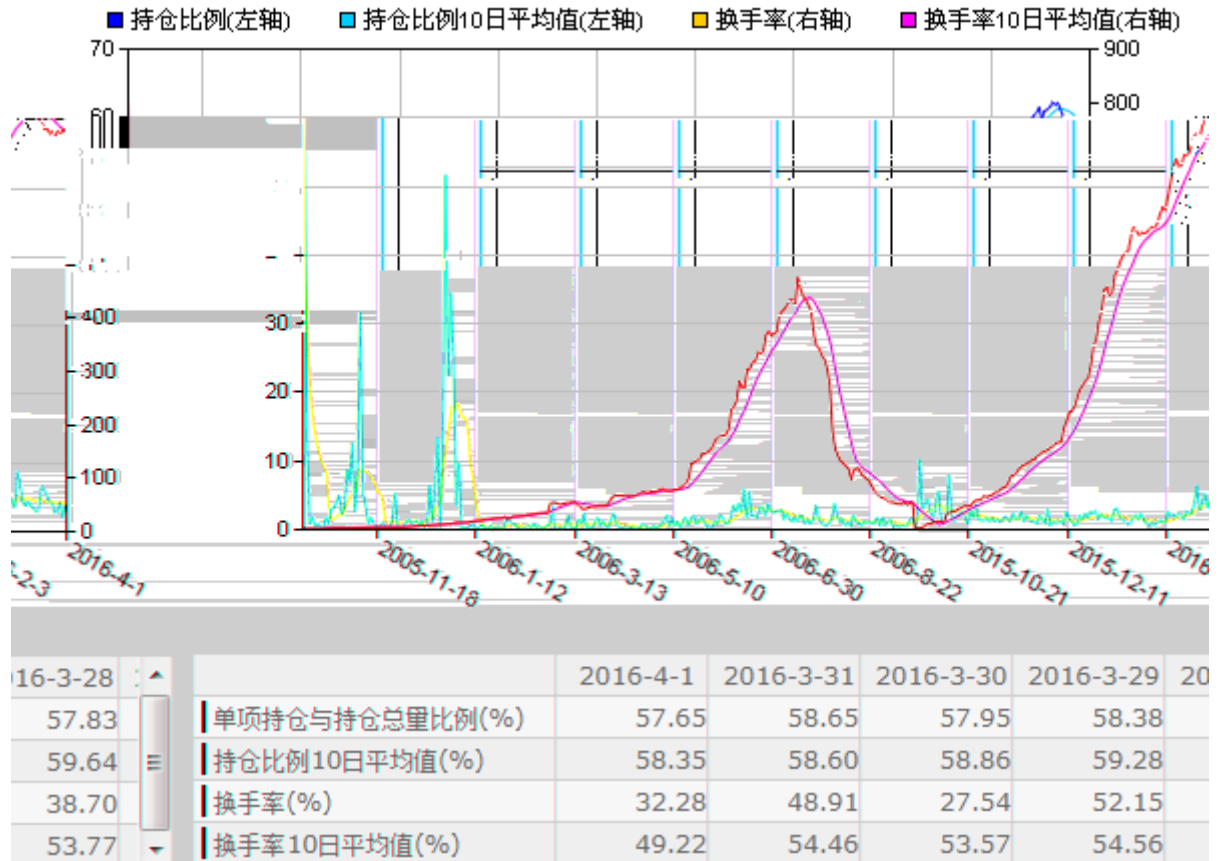 持仓比例(左轴) 持仓比例10日平均值(左轴) 换手率(右轴) 换手率10日平均值(右轴)
70 900
60 800
400 30
300
200 20
100 10
0 0
2-3 2016-4-1 2005-11-18 2006-1-12 2006-3-13 2006-5-10 2006-6-30 2006-8-22 2015-10-21 2015-12-11 2016
16-3-28 2016-4-1 2016-3-31 2016-3-30 2016-3-29 20
57.83 单项持仓与持仓总量比例(%) 57.65 58.65 57.95 58.38
59.64 持仓比例10日平均值(%) 58.35 58.60 58.86 59.28
38.70 换手率(%) 32.28 48.91 27.54 52.15
53.77 换手率10日平均值(%) 49.22 54.46 53.57 54.56